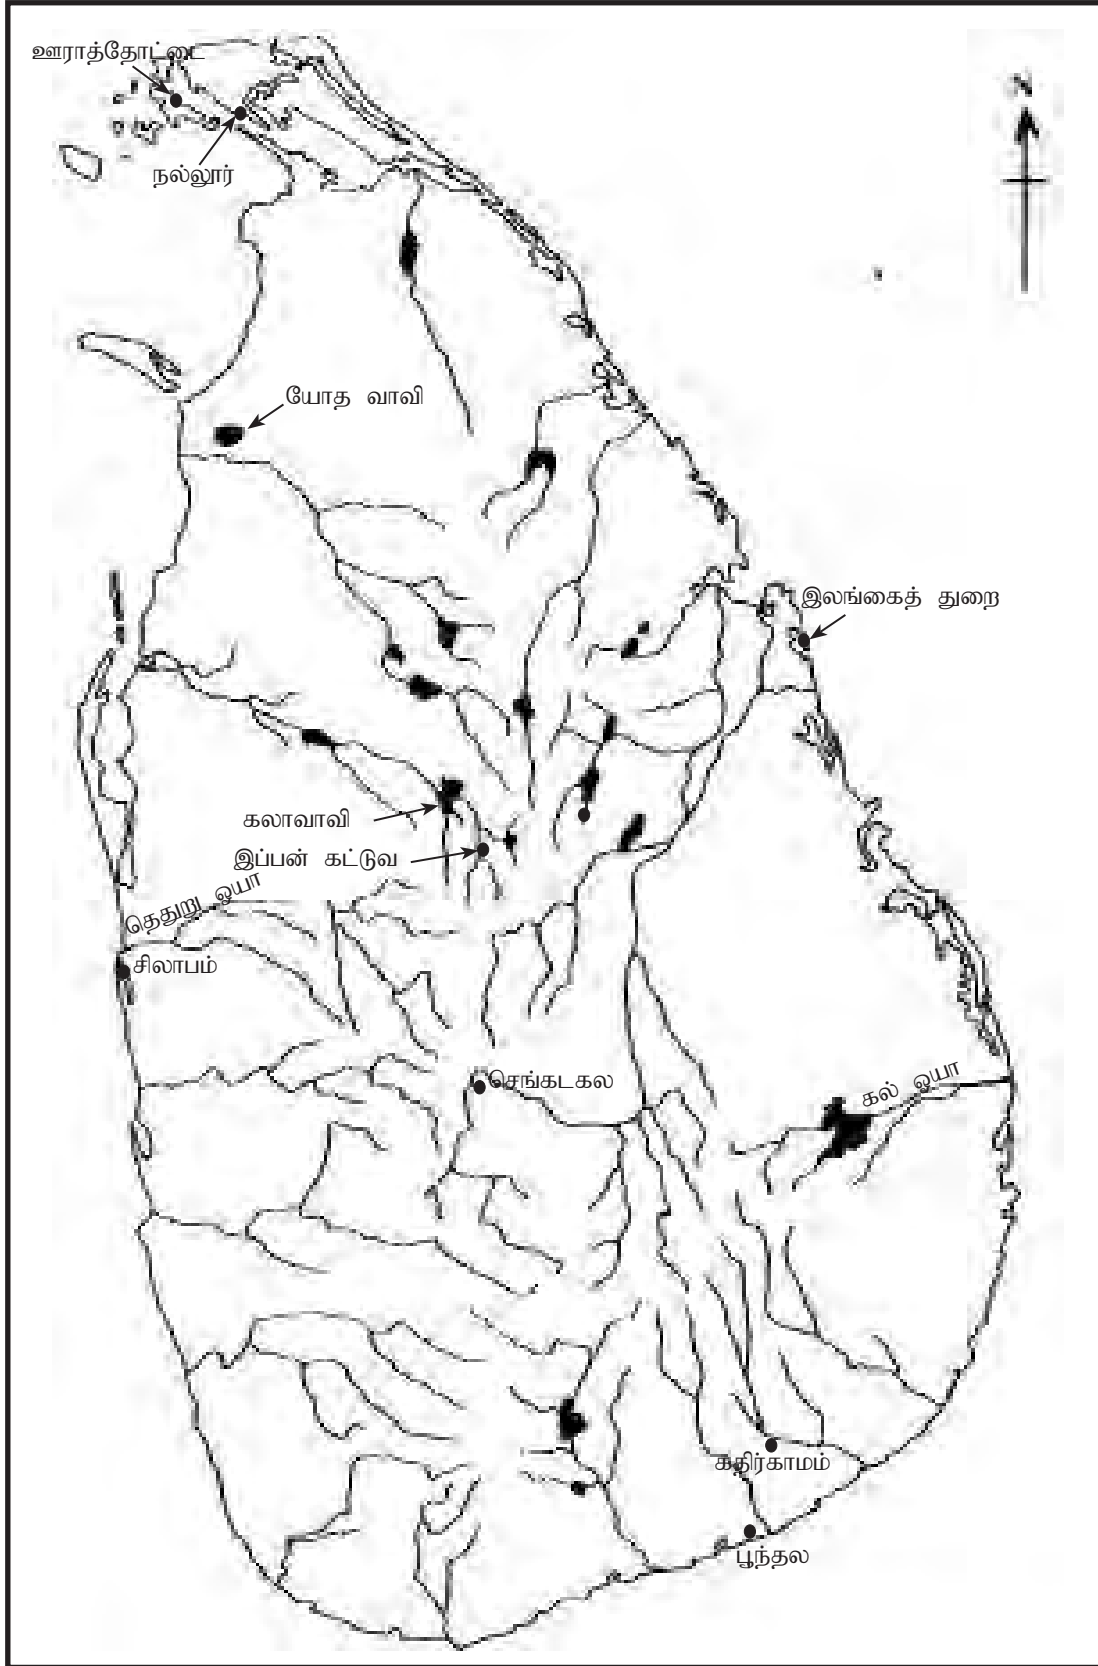 ஊராத்தோட்டை
N
நல்லூர்
யோத வாவி
இலங்கைத் துறை
கலாவாவி
இப்பன் கட்டுவ
தெதுறு ஓயா
சிலாபம்
செங்கடகல
கல் ஓயா
கதிர்காமம்
பூந்தல